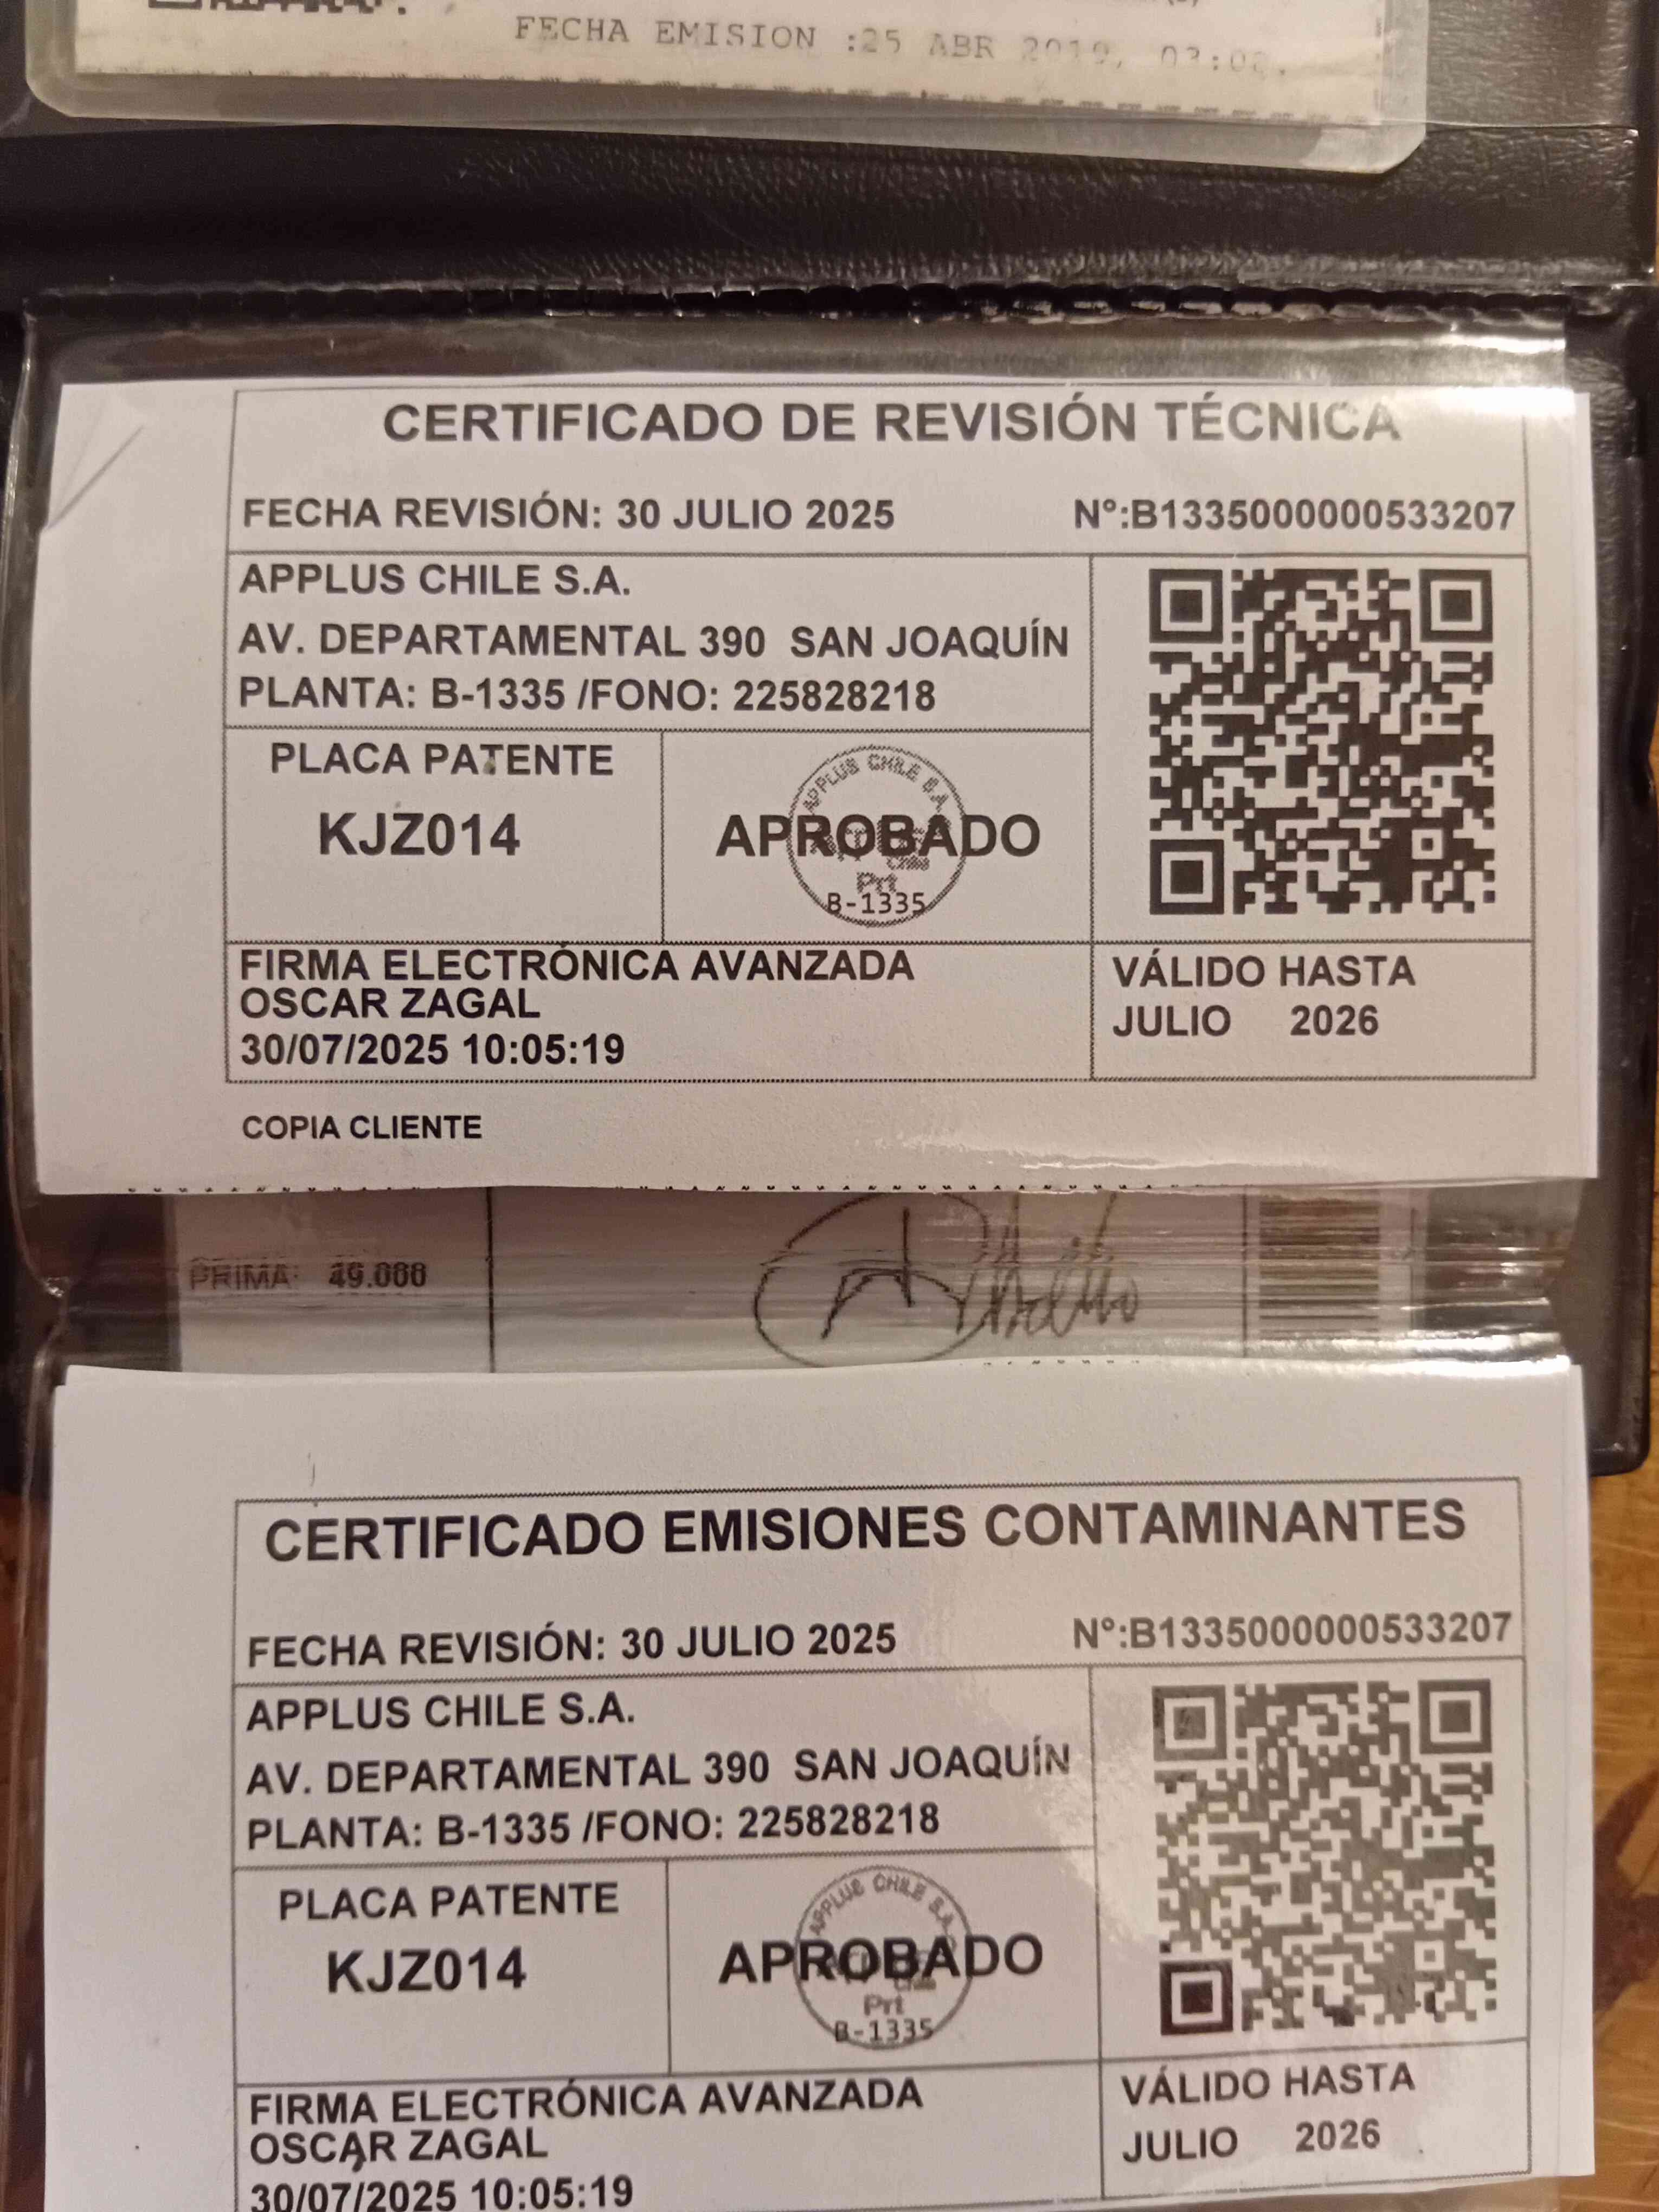 FECHA EMISION :25 ABR 2019,
CERTIFICADO DE REVISIÓN TÉCNICA
FECHA REVISIÓN: 30 JULIO 2025 Nº:B1335000000533207
APPLUS CHILE S.A.
AV. DEPARTAMENTAL 390 SAN JOAQUÍN
PLANTA: B-1335 /FONO: 225828218
PLACA PATENTE
KJZ014
APPLUS CHILE S.A.
APROBADO
Prt
B-1335
FIRMA ELECTRÓNICA AVANZADA
OSCAR ZAGAL
30/07/2025 10:05:19
VÁLIDO HASTA
JULIO 2026
COPIA CLIENTE
PRIMA:
CERTIFICADO EMISIONES CONTAMINANTES
FECHA REVISIÓN: 30 JULIO 2025 Nº:B1335000000533207
APPLUS CHILE S.A.
AV. DEPARTAMENTAL 390 SAN JOAQUÍN
PLANTA: B-1335 /FONO: 225828218
PLACA PATENTE
KJZ014
APPLUS CHILE S.A.
APROBADO
Prt
B-1335
FIRMA ELECTRÓNICA AVANZADA
OSCAR ZAGAL
30/07/2025 10:05:19
VÁLIDO HASTA
JULIO 2026